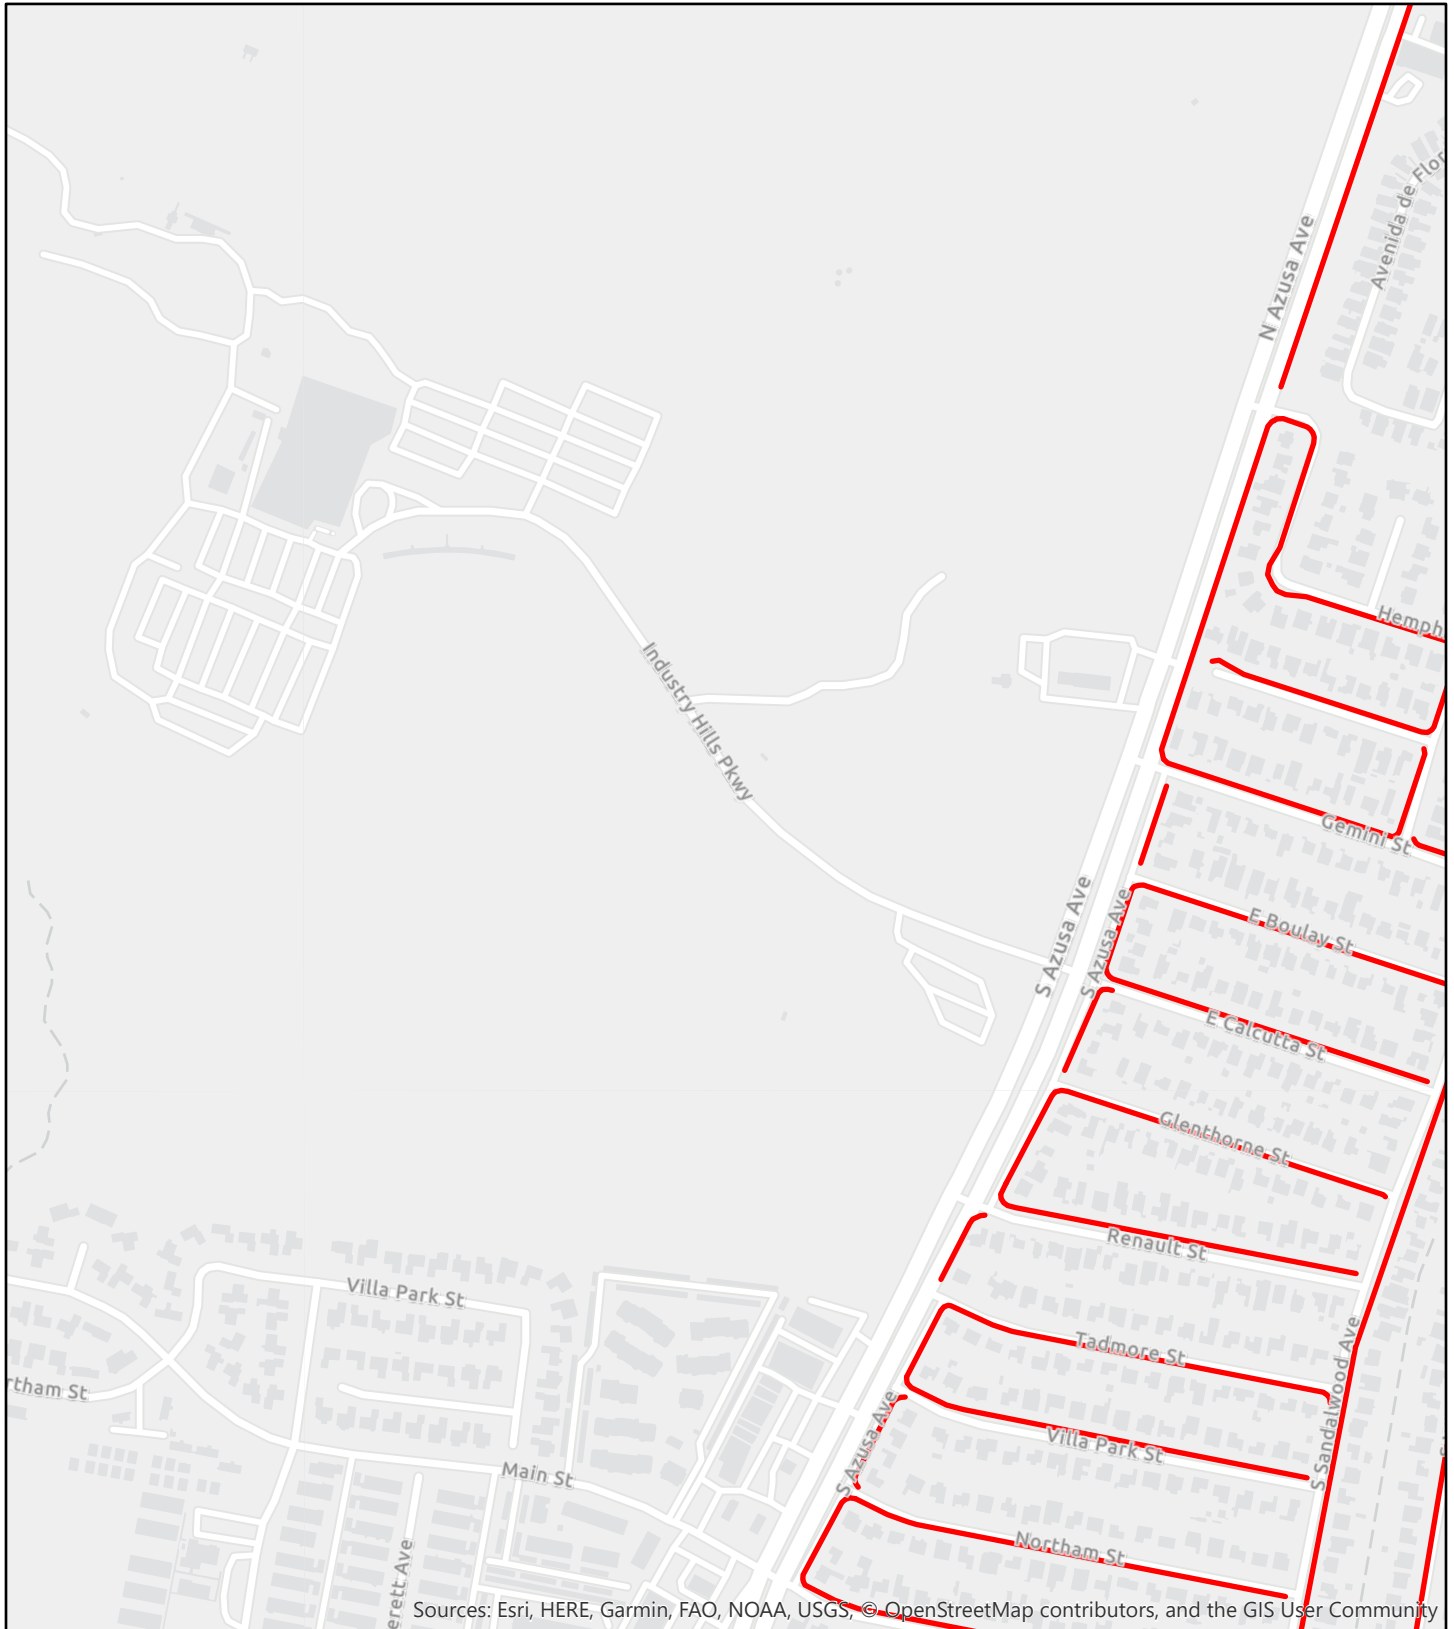 Avenida de Flor
N Azusa Ave
Hemph
Industry Hills Pkwy
Gemini St
S Azusa Ave
S Azusa Ave
E Boulay St
E Calcutta St
Glenthorne St
Renault St
Villa Park St
Tadmore St
S Sandalwood Ave
rtham St
S Azusa Ave
Villa Park St
Main St
Northam St
erett Ave
Sources: Esri, HERE, Garmin, FAO, NOAA, USGS, © OpenStreetMap contributors, and the GIS User Community